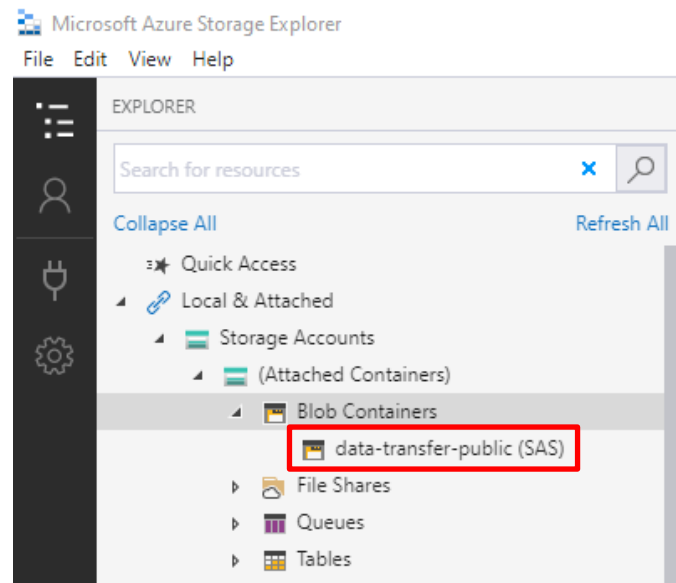 Microsoft Azure Storage Explorer
File Edit View Help
EXPLORER
Search for resources
Collapse All Refresh All
Quick Access
Local & Attached
Storage Accounts
(Attached Containers)
Blob Containers
data-transfer-public (SAS)
File Shares
Queues
Tables